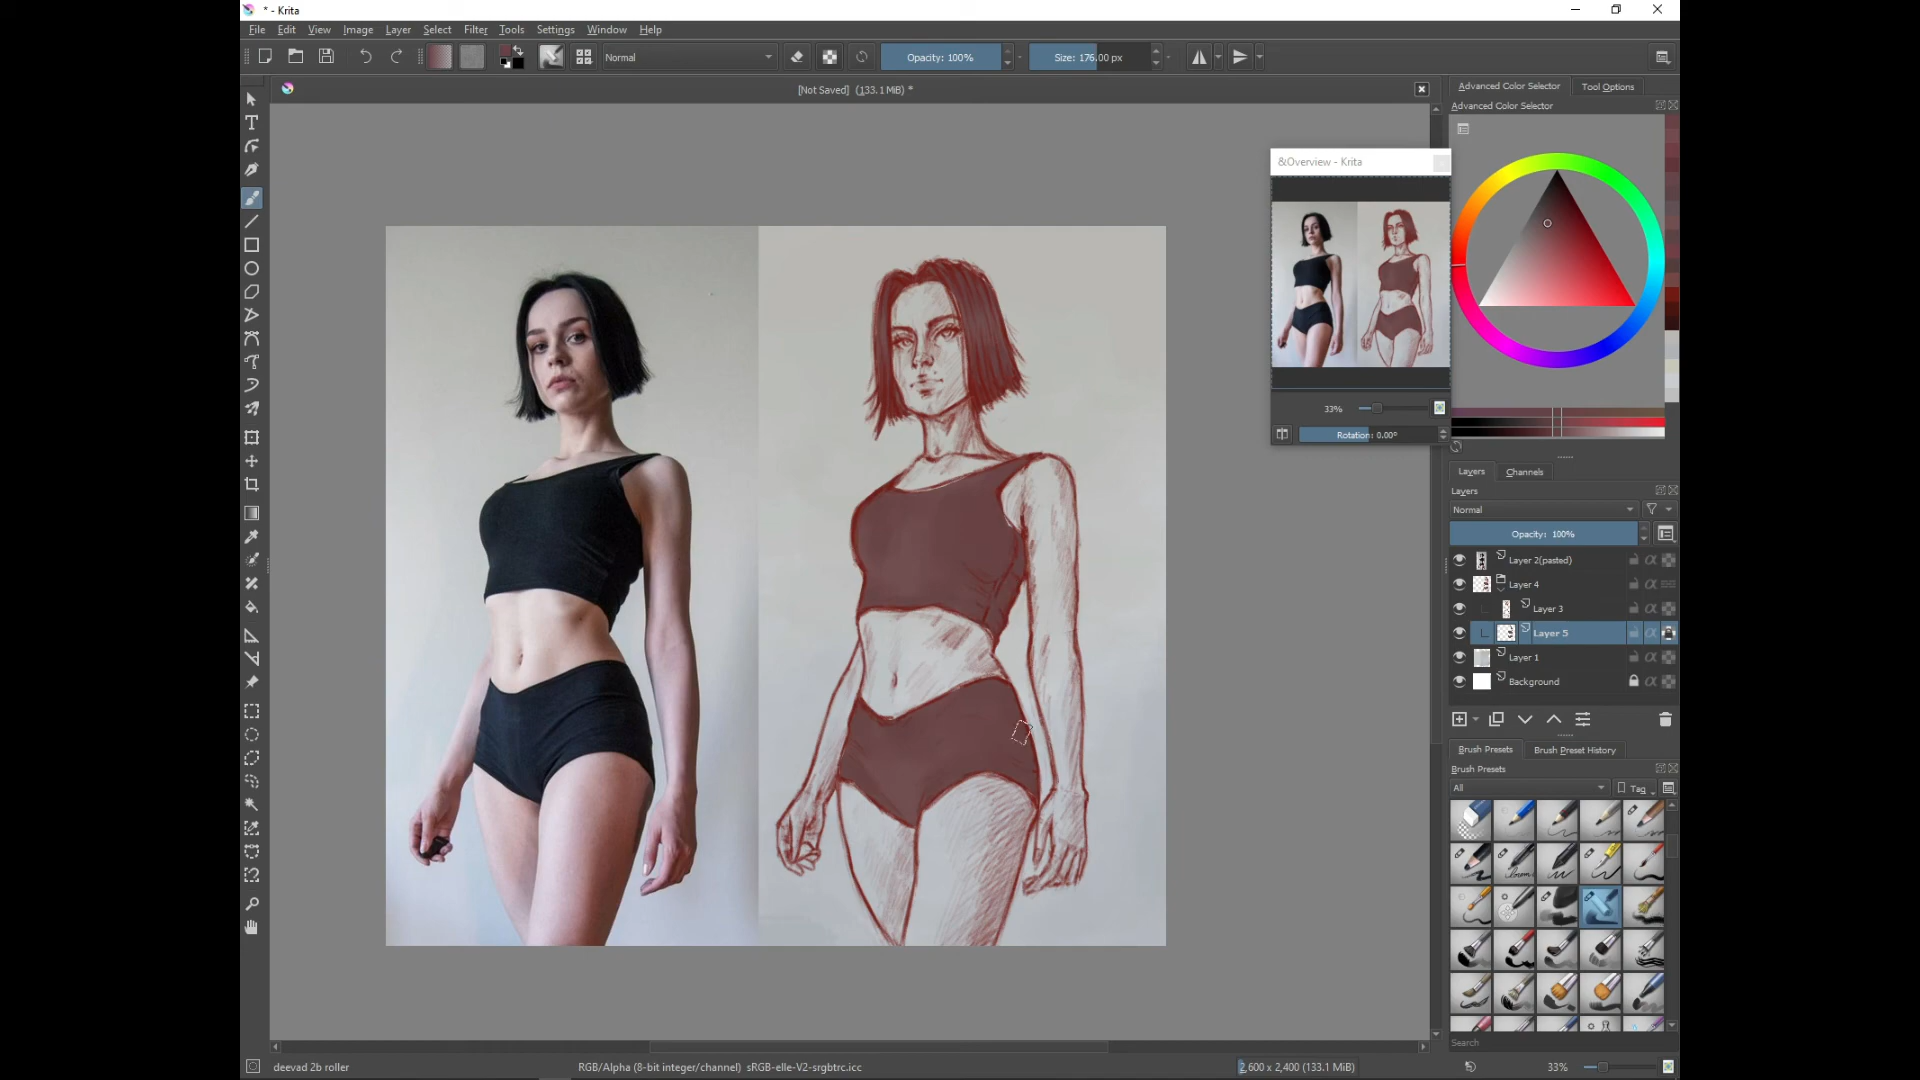 * - Krita
File Edit View Image Layer Select Filter Tools Settings Window Help
Normal Opacity: 100% Size: 176.00 px
[Not Saved] (133.1 MiB) *
Advanced Color Selector Tool Options
Advanced Color Selector
&Overview - Krita
33%
Rotation: 0.00°
Layers Channels
Layers
Normal
Opacity: 100%
Layer 2(pasted)
Layer 4
Layer 3
Layer 5
Layer 1
Background
Brush Presets Brush Preset History
Brush Presets
All Tag
Search
deevad 2b roller RGB/Alpha (8-bit integer/channel) sRGB-elle-V2-srgbtrc.icc 2,600 x 2,400 (133.1 MiB) 33%